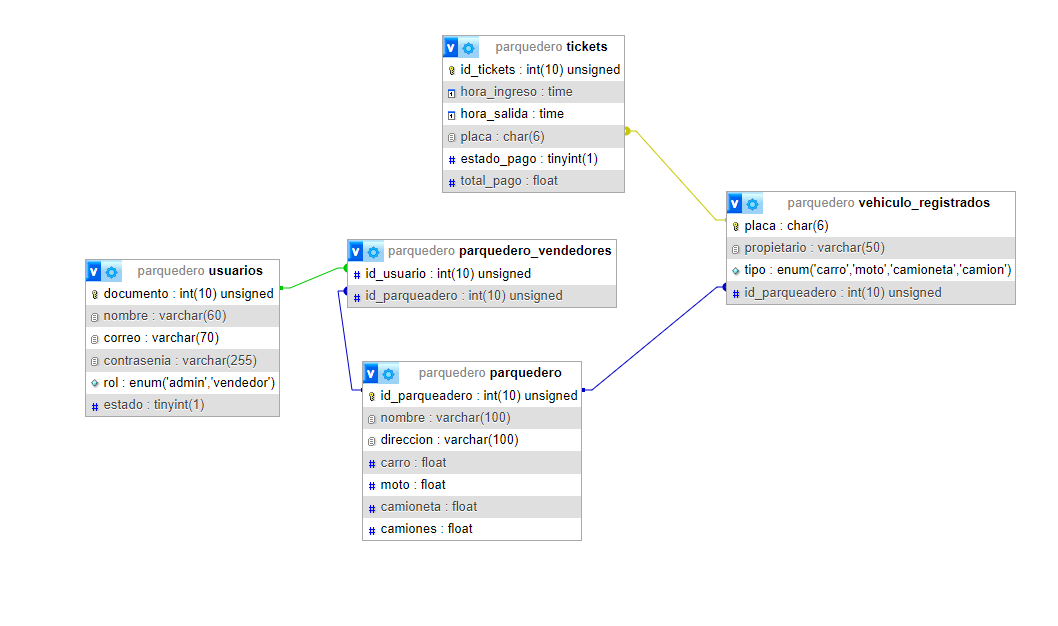 parquedero tickets
id_tickets : int(10) unsigned
hora_ingreso : time
hora_salida : time
placa : char(6)
estado_pago : tinyint(1)
total_pago : float
parquedero vehiculo_registrados
placa : char(6)
propietario : varchar(50)
tipo : enum('carro','moto','camioneta','camion')
id_parqueadero : int(10) unsigned
parquedero parquedero_vendedores
id_usuario : int(10) unsigned
id_parqueadero : int(10) unsigned
parquedero usuarios
documento : int(10) unsigned
nombre : varchar(60)
correo : varchar(70)
contrasenia : varchar(255)
rol : enum('admin','vendedor')
estado : tinyint(1)
parquedero parquedero
id_parqueadero : int(10) unsigned
nombre : varchar(100)
direccion : varchar(100)
carro : float
moto : float
camioneta : float
camiones : float